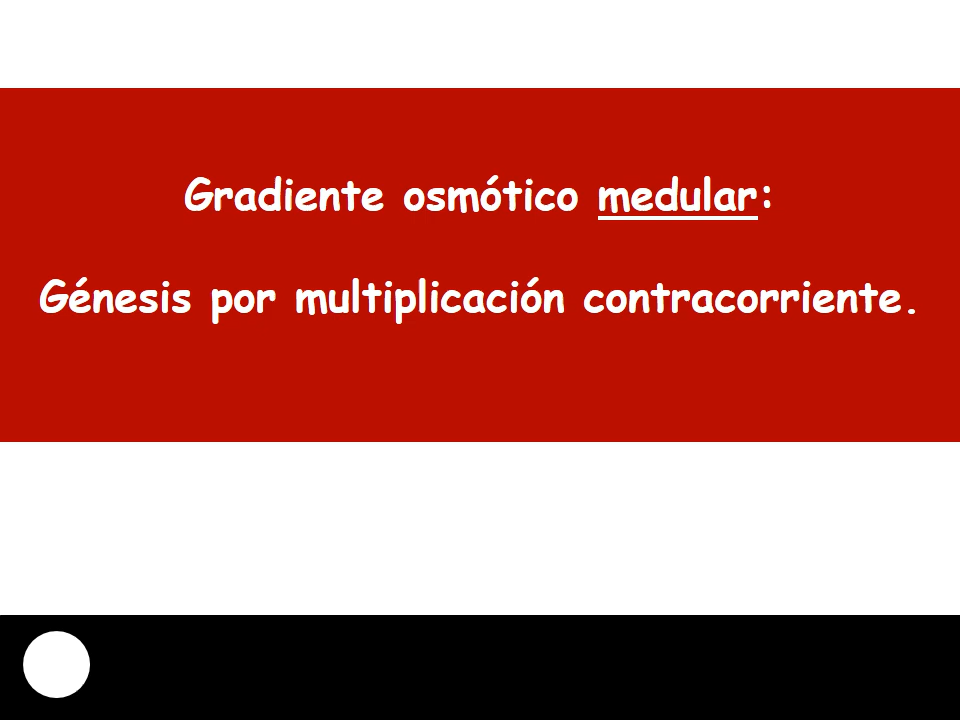 Gradiente osmótico medular:
Génesis por multiplicación contracorriente.